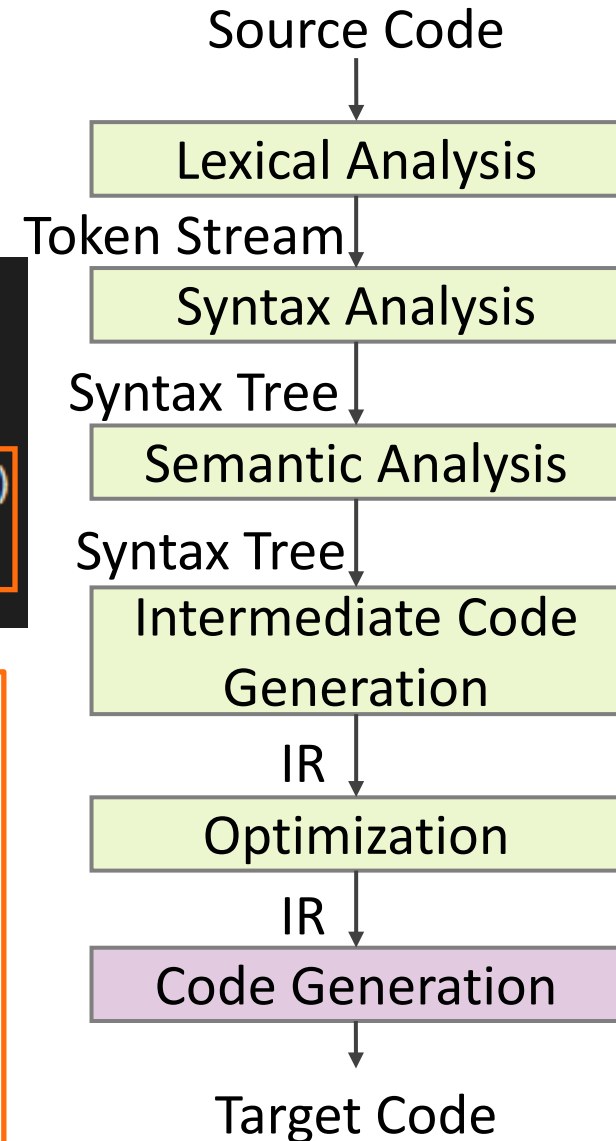 Source Code
Lexical Analysis
Token Stream
Syntax Analysis
Syntax Tree
)
Semantic Analysis
Syntax Tree
Intermediate Code
Generation
IR
Optimization
IR
Code Generation
Target Code